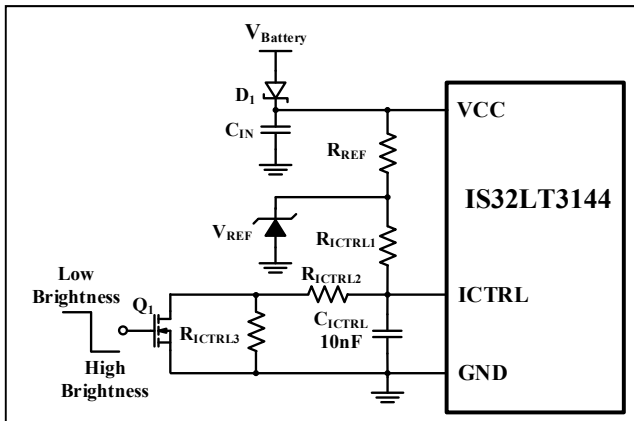 VBattery
D1
VCC
CIN
RREF
IS32LT3144
VREF
RICTRL1
Low
Brightness
RICTRL2
Q1
ICTRL
RICTRL3
CICTRL
10nF
High
Brightness
GND